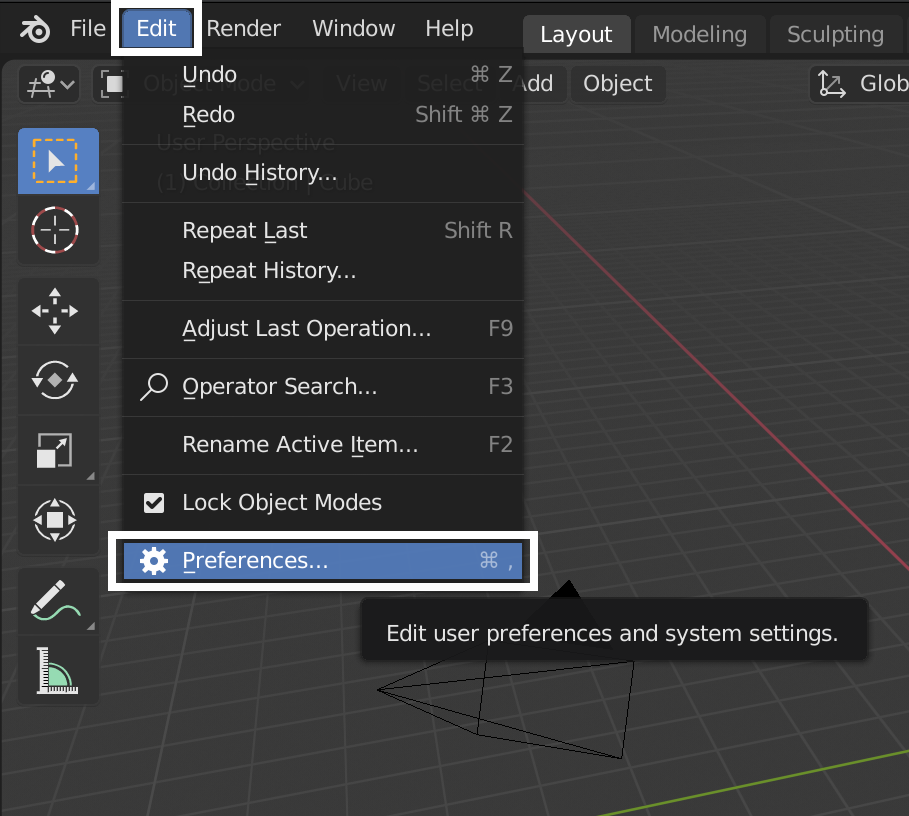 File Edit Render Window Help Layout Modeling Sculpting
Object Mode View Select Add Object Glob
User Perspective
(1) Collection | Cube
Undo ⌘ Z
Redo Shift ⌘ Z
Undo History...
Repeat Last Shift R
Repeat History...
Adjust Last Operation... F9
Operator Search... F3
Rename Active Item... F2
Lock Object Modes
Preferences... ⌘ ,
Edit user preferences and system settings.